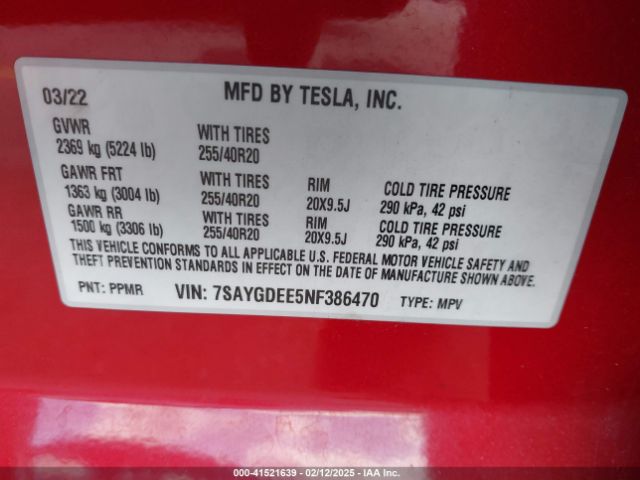 03/22 MFD BY TESLA, INC.
GVWR WITH TIRES
2369 kg (5224 lb) 255/40R20
GAWR FRT WITH TIRES RIM COLD TIRE PRESSURE
1363 kg (3004 lb) 255/40R20 20X9.5J 290 kPa, 42 psi
GAWR RR WITH TIRES RIM COLD TIRE PRESSURE
1500 kg (3306 lb) 255/40R20 20X9.5J 290 kPa, 42 psi
THIS VEHICLE CONFORMS TO ALL APPLICABLE U.S. FEDERAL MOTOR VEHICLE SAFETY AND
THEFT PREVENTION STANDARDS IN EFFECT ON THE DATE OF MANUFACTURE SHOWN ABOVE.
PNT: PPMR VIN: 7SAYGDEE5NF386470 TYPE: MPV
000-41521639 - 02/12/2025 - IAA Inc.